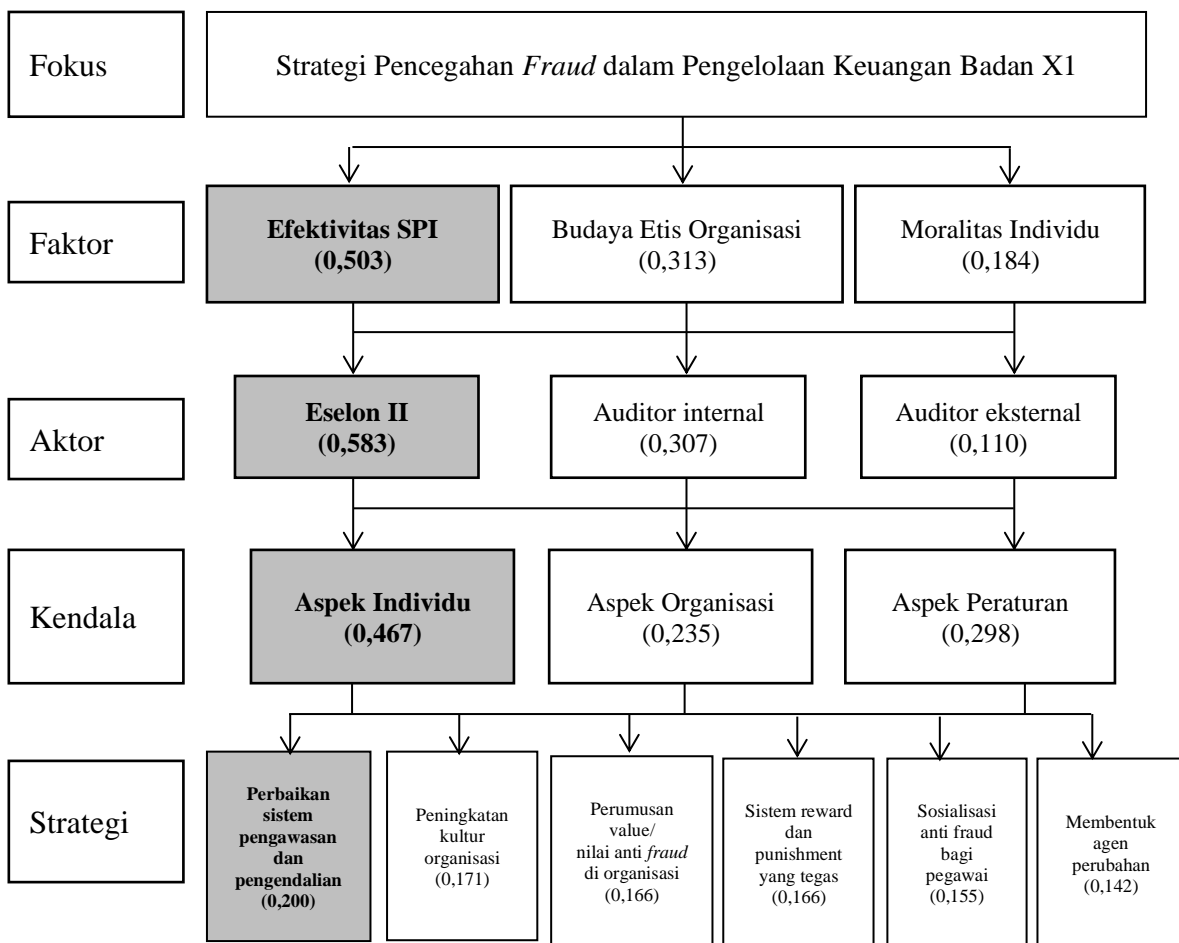 Fokus
Strategi Pencegahan Fraud dalam Pengelolaan Keuangan Badan X1
Faktor
Efektivitas SPI
(0,503)
Budaya Etis Organisasi
(0,313)
Moralitas Individu
(0,184)
Aktor
Eselon II
(0,583)
Auditor internal
(0,307)
Auditor eksternal
(0,110)
Kendala
Aspek Individu
(0,467)
Aspek Organisasi
(0,235)
Aspek Peraturan
(0,298)
Strategi
Perbaikan
sistem
pengawasan
dan
pengendalian
(0,200)
Peningkatan
kultur
organisasi
(0,171)
Perumusan
value/
nilai anti fraud
di organisasi
(0,166)
Sistem reward
dan
punishment
yang tegas
(0,166)
Sosialisasi
anti fraud
bagi
pegawai
(0,155)
Membentuk
agen
perubahan
(0,142)